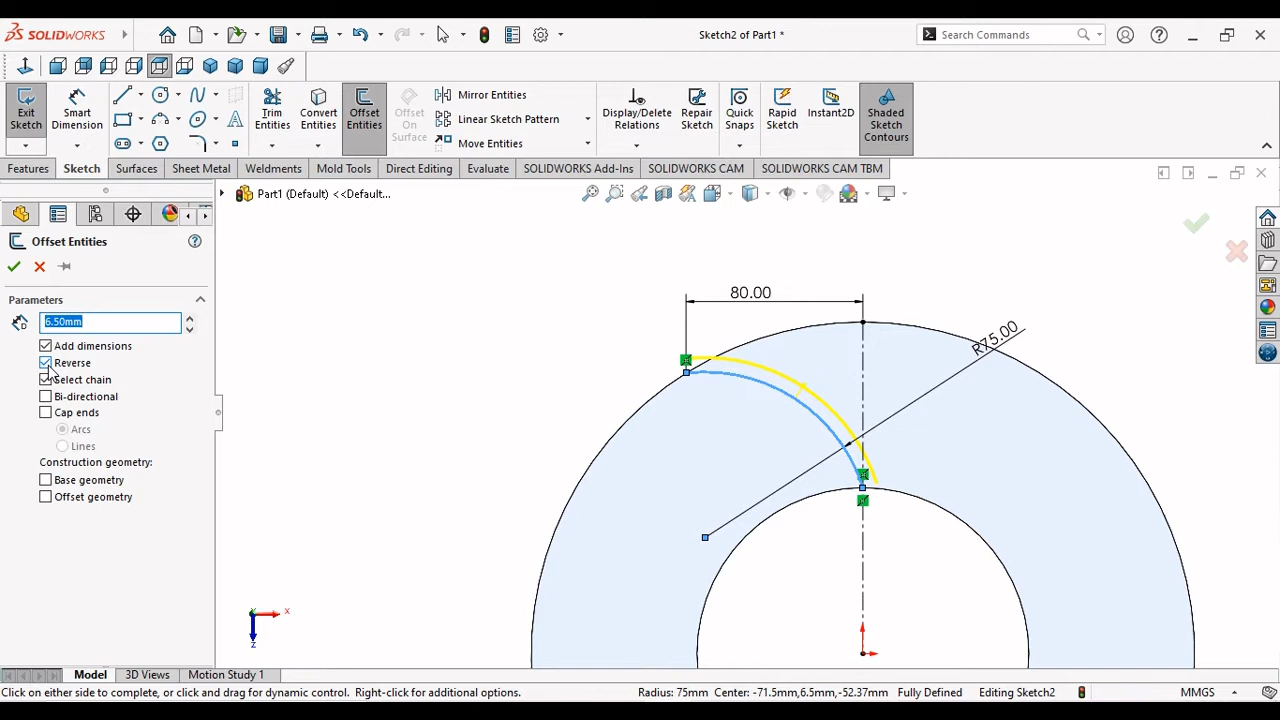 SOLIDWORKS
Sketch2 of Part1 *
Search Commands
Exit Sketch
Smart Dimension
Trim Entities
Convert Entities
Offset Entities
Offset On Surface
Mirror Entities
Linear Sketch Pattern
Move Entities
Display/Delete Relations
Repair Sketch
Quick Snaps
Rapid Sketch
Instant2D
Shaded Sketch Contours
Features
Sketch
Surfaces
Sheet Metal
Weldments
Mold Tools
Direct Editing
Evaluate
SOLIDWORKS Add-Ins
SOLIDWORKS CAM
SOLIDWORKS CAM TBM
Part1 (Default) <<Default...
Offset Entities
Parameters
6.50mm
Add dimensions
Reverse
Select chain
Bi-directional
Cap ends
Arcs
Lines
Construction geometry:
Base geometry
Offset geometry
80.00
R75.00
x
Y
z
Model
3D Views
Motion Study 1
Click on either side to complete, or click and drag for dynamic control. Right-click for additional options.
Radius: 75mm Center: -71.5mm,6.5mm,-52.37mm Fully Defined Editing Sketch2 MMGS